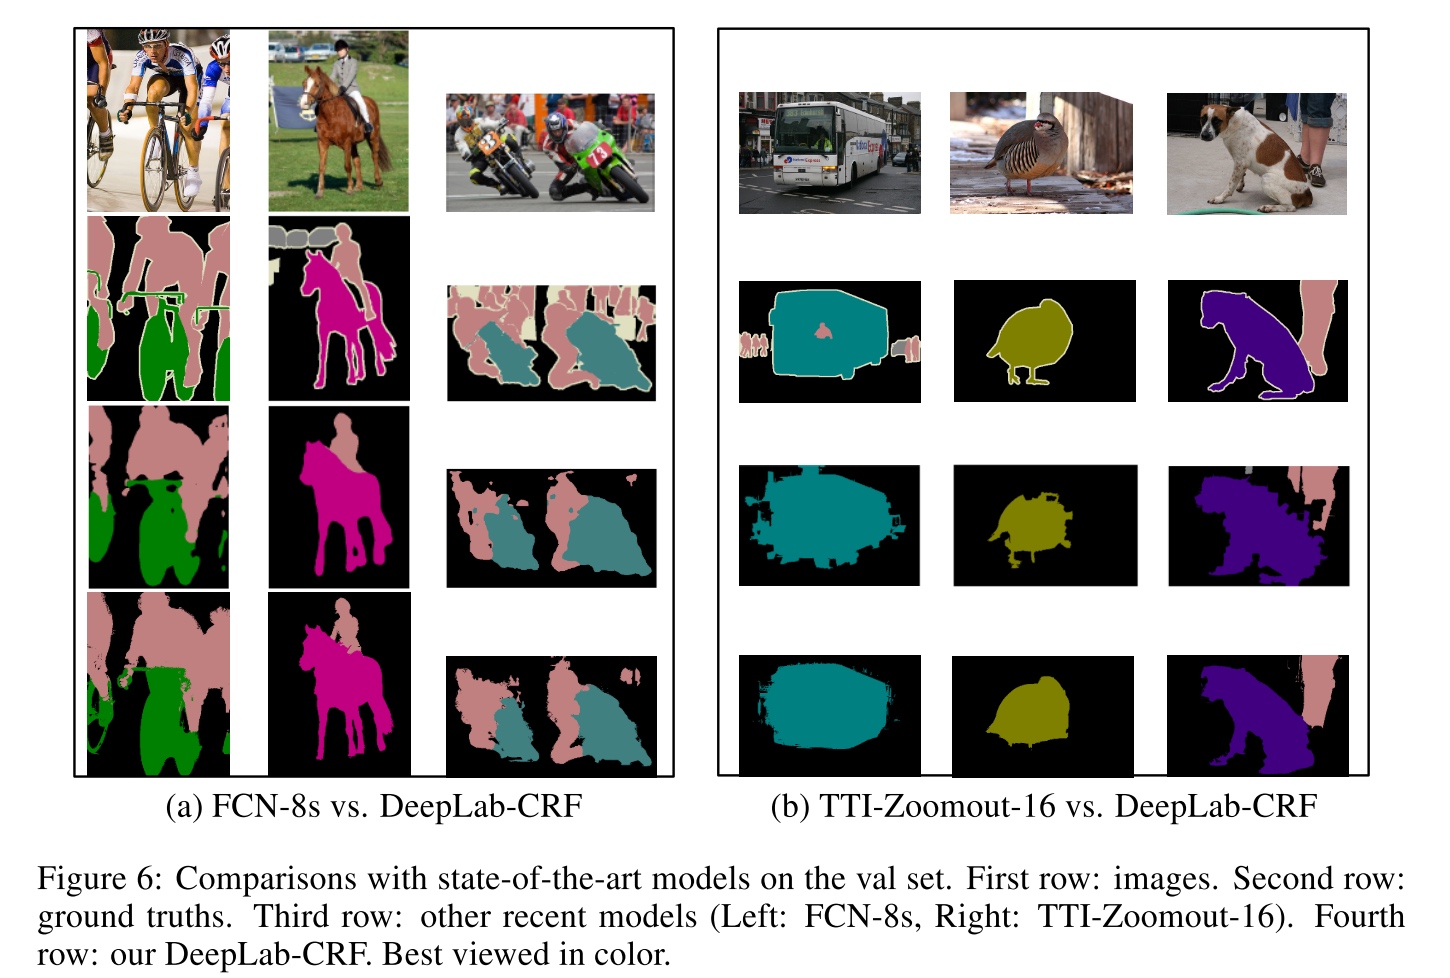 73
(a) FCN-8s vs. DeepLab-CRF
(b) TTI-Zoomout-16 vs. DeepLab-CRF
Figure 6: Comparisons with state-of-the-art models on the val set. First row: images. Second row:
ground truths. Third row: other recent models (Left: FCN-8s, Right: TTI-Zoomout-16). Fourth
row: our DeepLab-CRF. Best viewed in color.